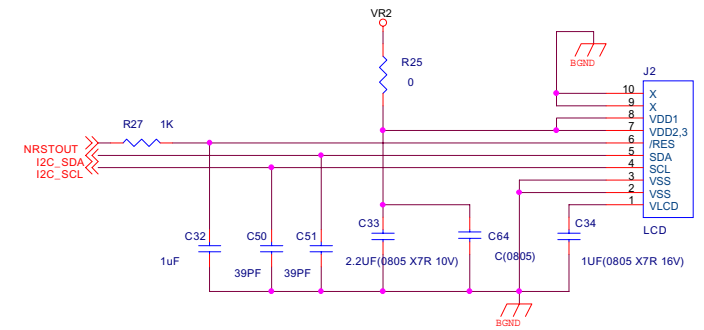 VR2
R25
0
BGND
J2
10 X
9 X
8 VDD1
7 VDD2,3
6 /RES
5 SDA
4 SCL
3 VSS
2 VSS
1 VLCD
LCD
R27 1K
NRSTOUT
I2C_SDA
I2C_SCL
C32
1uF
C50
39PF
C51
39PF
C33
2.2UF(0805 X7R 10V)
C64
C(0805)
C34
1UF(0805 X7R 16V)
BGND